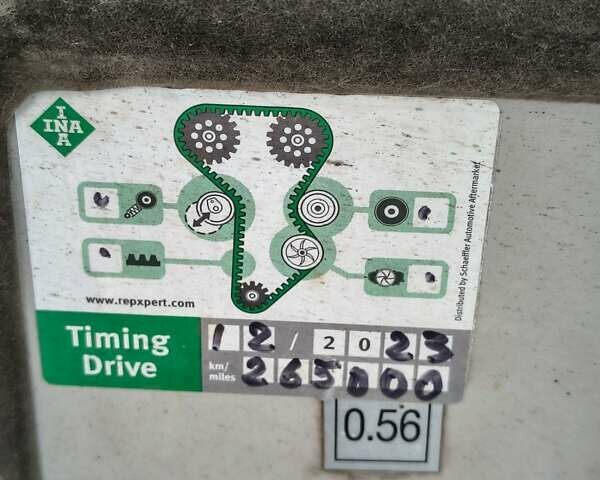 I
INA
A
Distributed by Schaeffler Automotive Aftermarket
www.repxpert.com
Timing Drive
12/2023
km/miles
265000
0.56